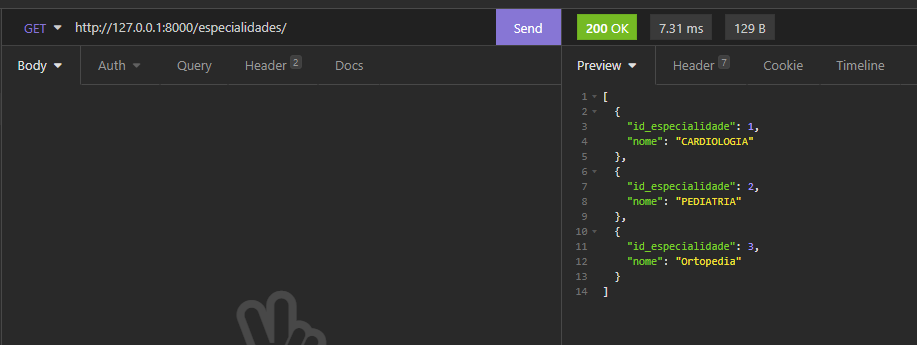 GET http://127.0.0.1:8000/especialidades/ Send 200 OK 7.31 ms 129 B
Body Auth Query Header 2 Docs Preview Header 7 Cookie Timeline
1 [
2 {
3 "id_especialidade": 1,
4 "nome": "CARDIOLOGIA"
5 },
6 {
7 "id_especialidade": 2,
8 "nome": "PEDIATRIA"
9 },
10 {
11 "id_especialidade": 3,
12 "nome": "Ortopedia"
13 }
14 ]